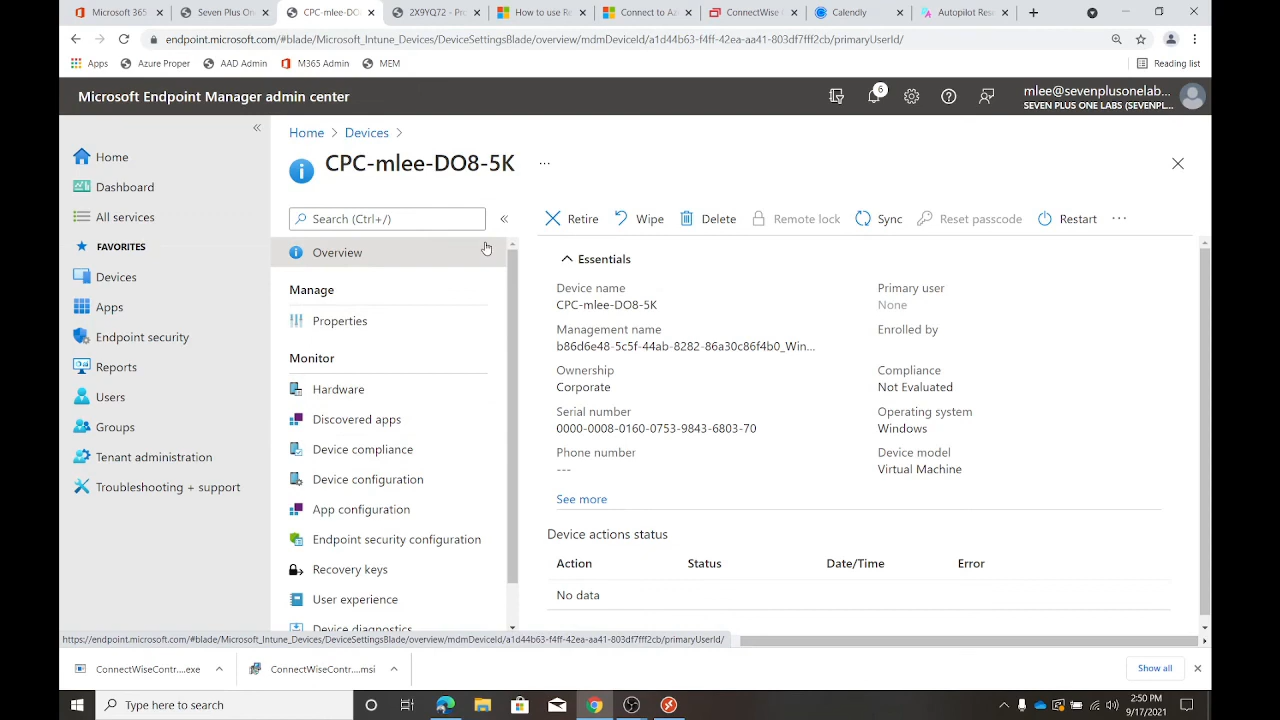 Microsoft 365
Seven Plus On
CPC-mlee-DO8
2X9YQ72 - Pro
How to use Re
Connect to Az
ConnectWise
Calendly
Autopilot Res
endpoint.microsoft.com/#blade/Microsoft_Intune_Devices/DeviceSettingsBlade/overview/mdmDeviceId/a1d44b63-f4ff-42ea-aa41-803df7fff2cb/primaryUserId/
Apps
Azure Proper
AAD Admin
M365 Admin
MEM
Reading list
Microsoft Endpoint Manager admin center
6
mlee@sevenplusonelab...
SEVEN PLUS ONE LABS (SEVENPL...
Home
Dashboard
All services
FAVORITES
Devices
Apps
Endpoint security
Reports
Users
Groups
Tenant administration
Troubleshooting + support
Home > Devices >
CPC-mlee-DO8-5K
...
Search (Ctrl+/)
Overview
Manage
Properties
Monitor
Hardware
Discovered apps
Device compliance
Device configuration
App configuration
Endpoint security configuration
Recovery keys
User experience
Device diagnostics
Retire
Wipe
Delete
Remote lock
Sync
Reset passcode
Restart
...
Essentials
Device name
CPC-mlee-DO8-5K
Management name
b86d6e48-5c5f-44ab-8282-86a30c86f4b0_Win...
Ownership
Corporate
Serial number
0000-0008-0160-0753-9843-6803-70
Phone number
---
See more
Primary user
None
Enrolled by
Compliance
Not Evaluated
Operating system
Windows
Device model
Virtual Machine
Device actions status
Action Status Date/Time Error
No data
https://endpoint.microsoft.com/#blade/Microsoft_Intune_Devices/DeviceSettingsBlade/overview/mdmDeviceId/a1d44b63-f4ff-42ea-aa41-803df7fff2cb/primaryUserId/
ConnectWiseContr....exe
ConnectWiseContr....msi
Show all
Type here to search
2:50 PM
9/17/2021